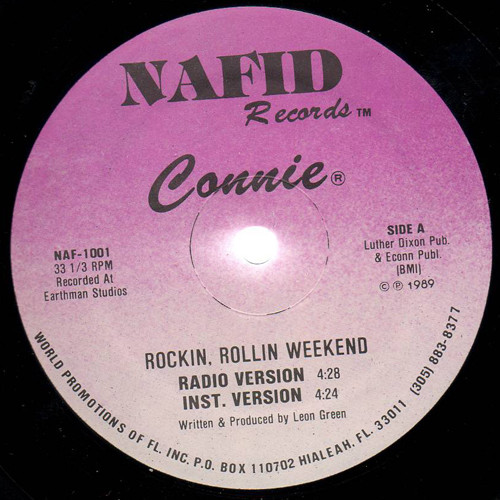 NAFID
Records™
Connie®
NAF-1001
33 1/3 RPM
Recorded At
Earthman Studios
SIDE A
Luther Dixon Pub.
& Econn Publ.
(BMI)
© ℗ 1989
ROCKIN, ROLLIN WEEKEND
RADIO VERSION 4:28
INST. VERSION 4:24
Written & Produced by Leon Green
WORLD PROMOTIONS OF FL. INC. P.O. BOX 110702 HIALEAH, FL. 33011 (305) 883-8377